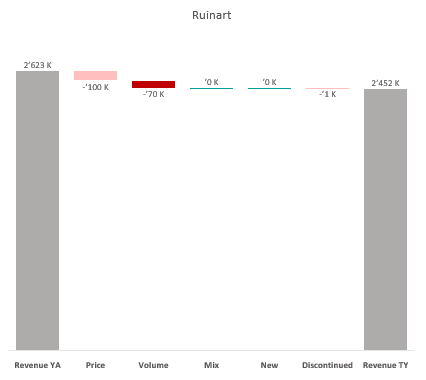 Ruinart
2’623 K
-’100 K
-’70 K
’0 K
’0 K
-’1 K
2’452 K
Revenue YA
Price
Volume
Mix
New
Discontinued
Revenue TY